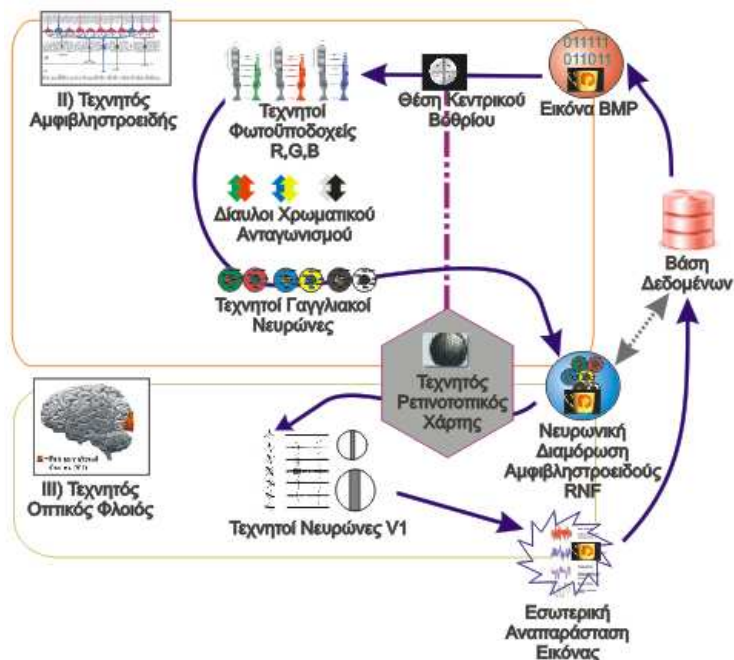 011111
011011
II) Τεχνητός
Αμφιβληστροειδής
Τεχνητοί
Φωτοϋποδοχείς
R,G,B
Θέση Κεντρικού
Βοθρίου
Εικόνα BMP
Δίαυλοι Χρωματικού
Ανταγωνισμού
Βάση
Δεδομένων
Τεχνητοί Γαγγλιακοί
Νευρώνες
Τεχνητός
Ρετινοτοπικός
Χάρτης
Νευρωνική
Διαμόρωση
Αμφιβληστροειδούς
RNF
III) Τεχνητός
Οπτικός Φλοιός
Τεχνητοί Νευρώνες V1
Εσωτερική
Αναπαράσταση
Εικόνας